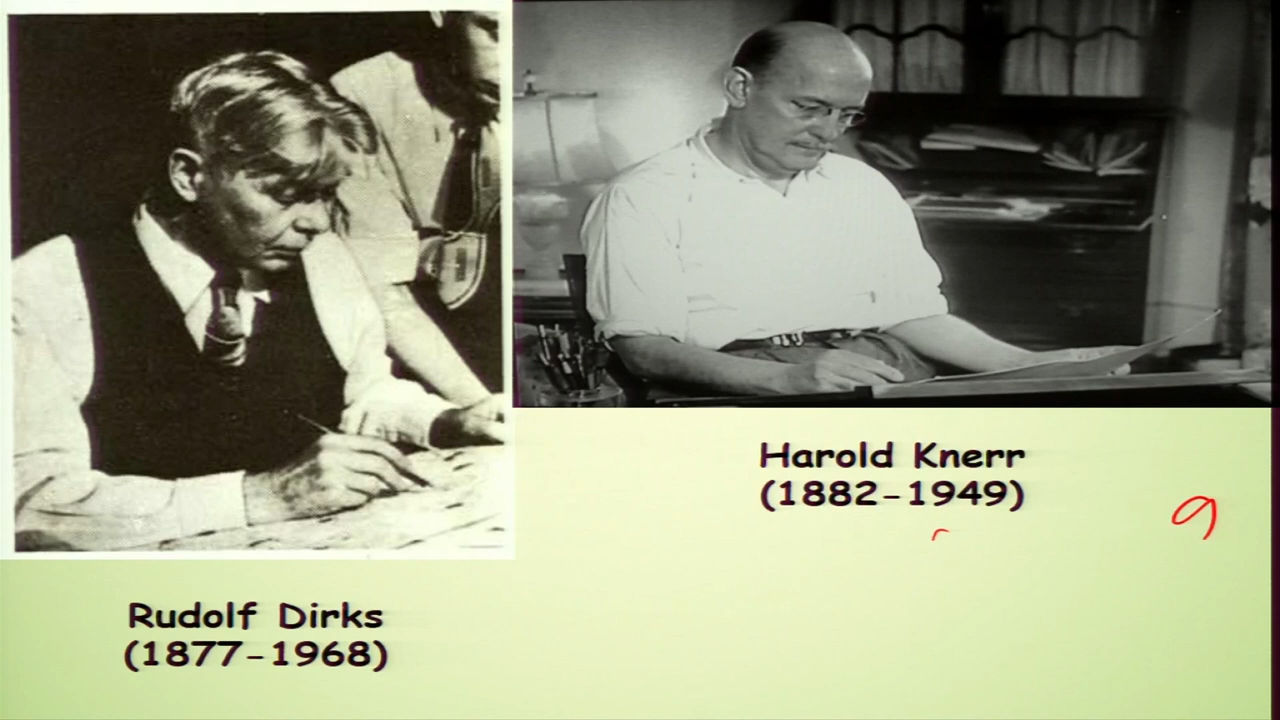 Harold Knerr
(1882-1949)
9
Rudolf Dirks
(1877-1968)